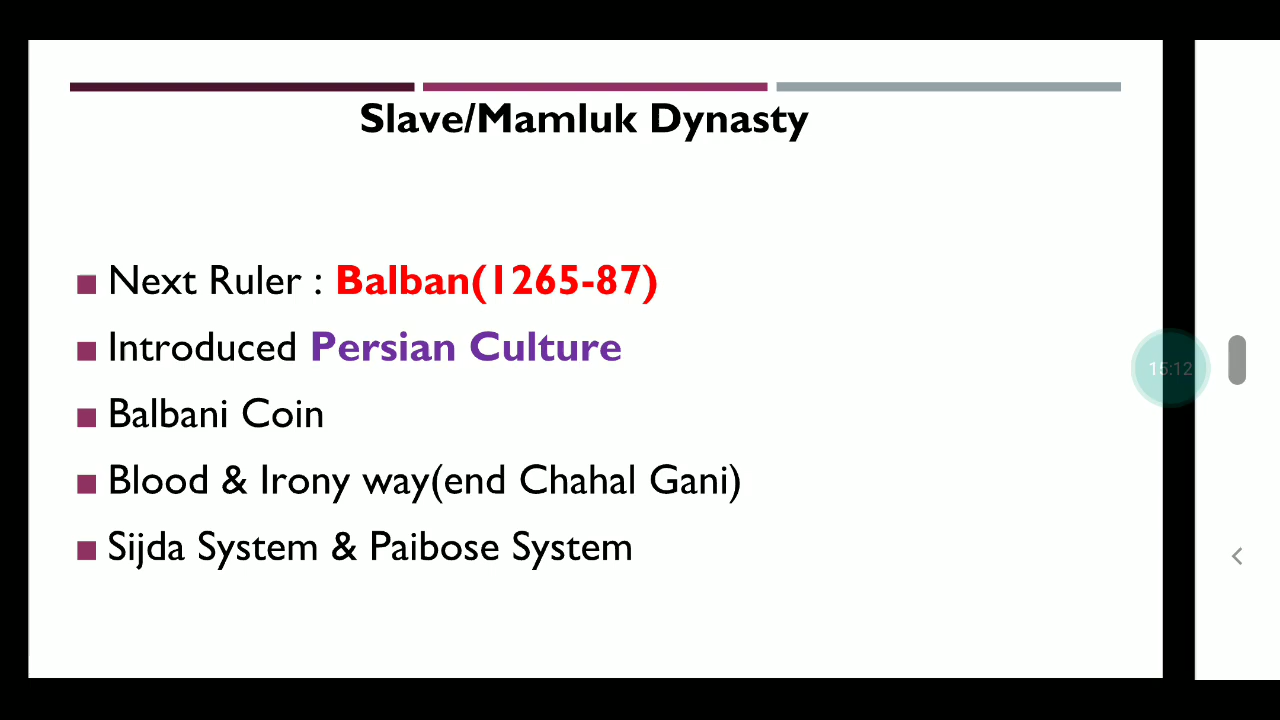 Slave/Mamluk Dynasty
Next Ruler : Balban(1265-87)
Introduced Persian Culture
15:12
Balbani Coin
Blood & Irony way(end Chahal Gani)
Sijda System & Paibose System